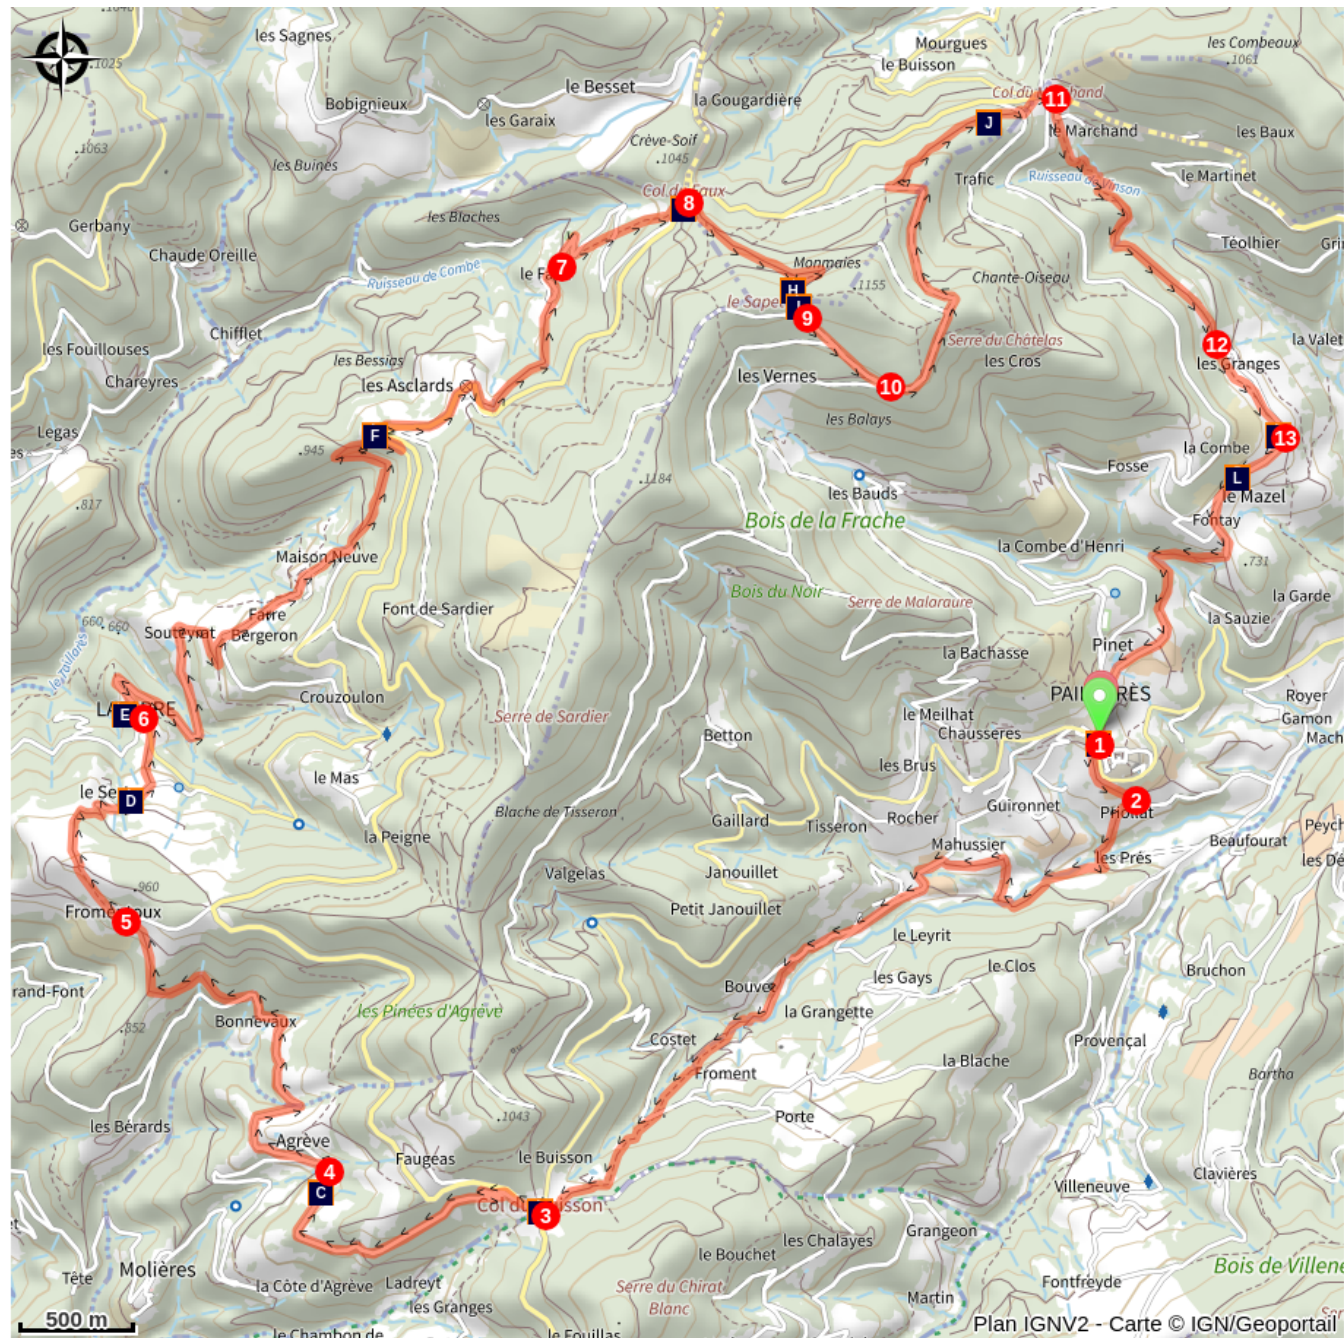 les Sagnes
.1025
Bobignieux
le Besset
les Garaix
la Gougardière
Mourgues
le Buisson
les Combeaux
.1061
Crève-Soif
.1045
.1063
les Buines
11
J
le Marchand
les Baux
Trafic
Ruisseau de Vinson
le Martinet
8
les Blaches
Gerbany
Chaude Oreille
Ruisseau de Combe
7
Monmaies
Téolhier
H
.1155
Chante-Oiseau
9
Chifflet
les Fouillouses
les Bessias
Chareyres
les Asclards
Serre du Châtelas
les Cros
12
les Granges
les Vernes
10
les Balays
Legas
F
.945
.817
13
la Combe
Fosse
L
le Mazel
.1184
les Bauds
Bois de la Frache
Fontay
la Combe d'Henri
.731
Maison Neuve
Bois du Noir
Serre de Malaraure
la Garde
la Sauzie
Font de Sardier
Farre
Bergeron
660
.660
Souteyrat
Pinet
la Bachasse
Crouzoulon
Serre de Sardier
le Meilhat
Chausseres
Royer
Gamon
E
6
Betton
1
les Brus
le Mas
D
2
Guironnet
Blache de Tisseron
Gaillard
Tisseron
Rocher
la Peigne
Mahussier
les Prés
Beaufourat
Valgelas
Janouillet
.960
Petit Janouillet
5
le Leyrit
Bruchon
les Gays
le Clos
Bonnevaux
les Pinées d'Agrève
la Grangette
Provençal
Costet
Froment
la Blache
Bartha
Porte
.1043
les Bérards
Agrève
4
Faugéas
le Buisson
C
Clavières
Villeneuve
3
Grangeon
les Chalayes
le Bouchet
Molières
Tête
la Côte d'Agrève
Ladreyt
les Granges
Serre du Chirat
Blanc
Martin
Fontfreyde
500 m
le Fouillas
Plan IGNV2 - Carte © IGN/Geoportail